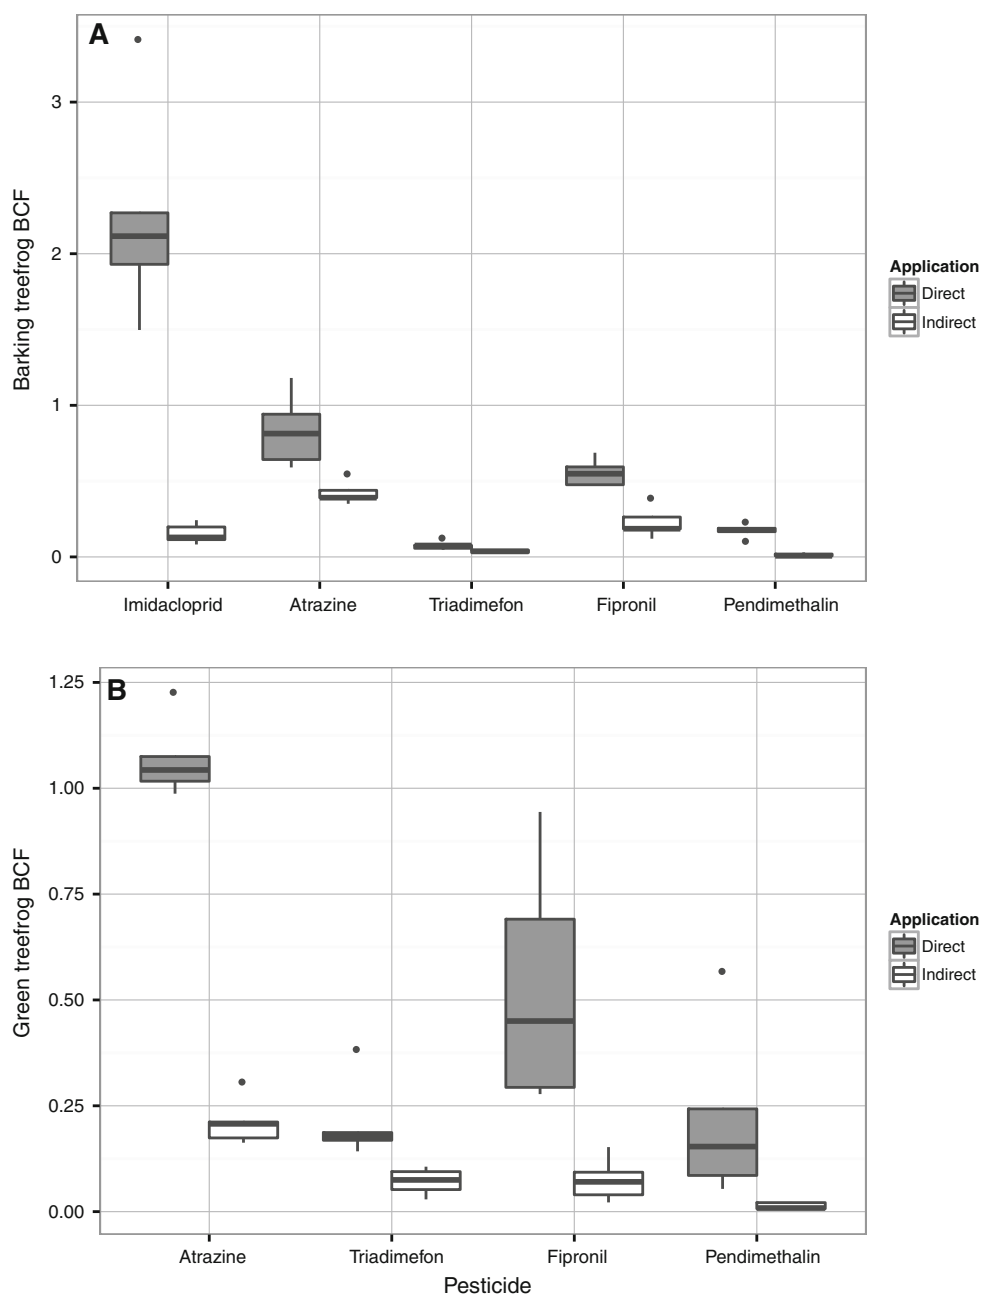 A
Barking treefrog BCF
3
2
1
0
Imidacloprid Atrazine Triadimefon Fipronil Pendimethalin
Application
Direct
Indirect
B
Green treefrog BCF
1.25
1.00
0.75
0.50
0.25
0.00
Atrazine Triadimefon Fipronil Pendimethalin
Pesticide
Application
Direct
Indirect